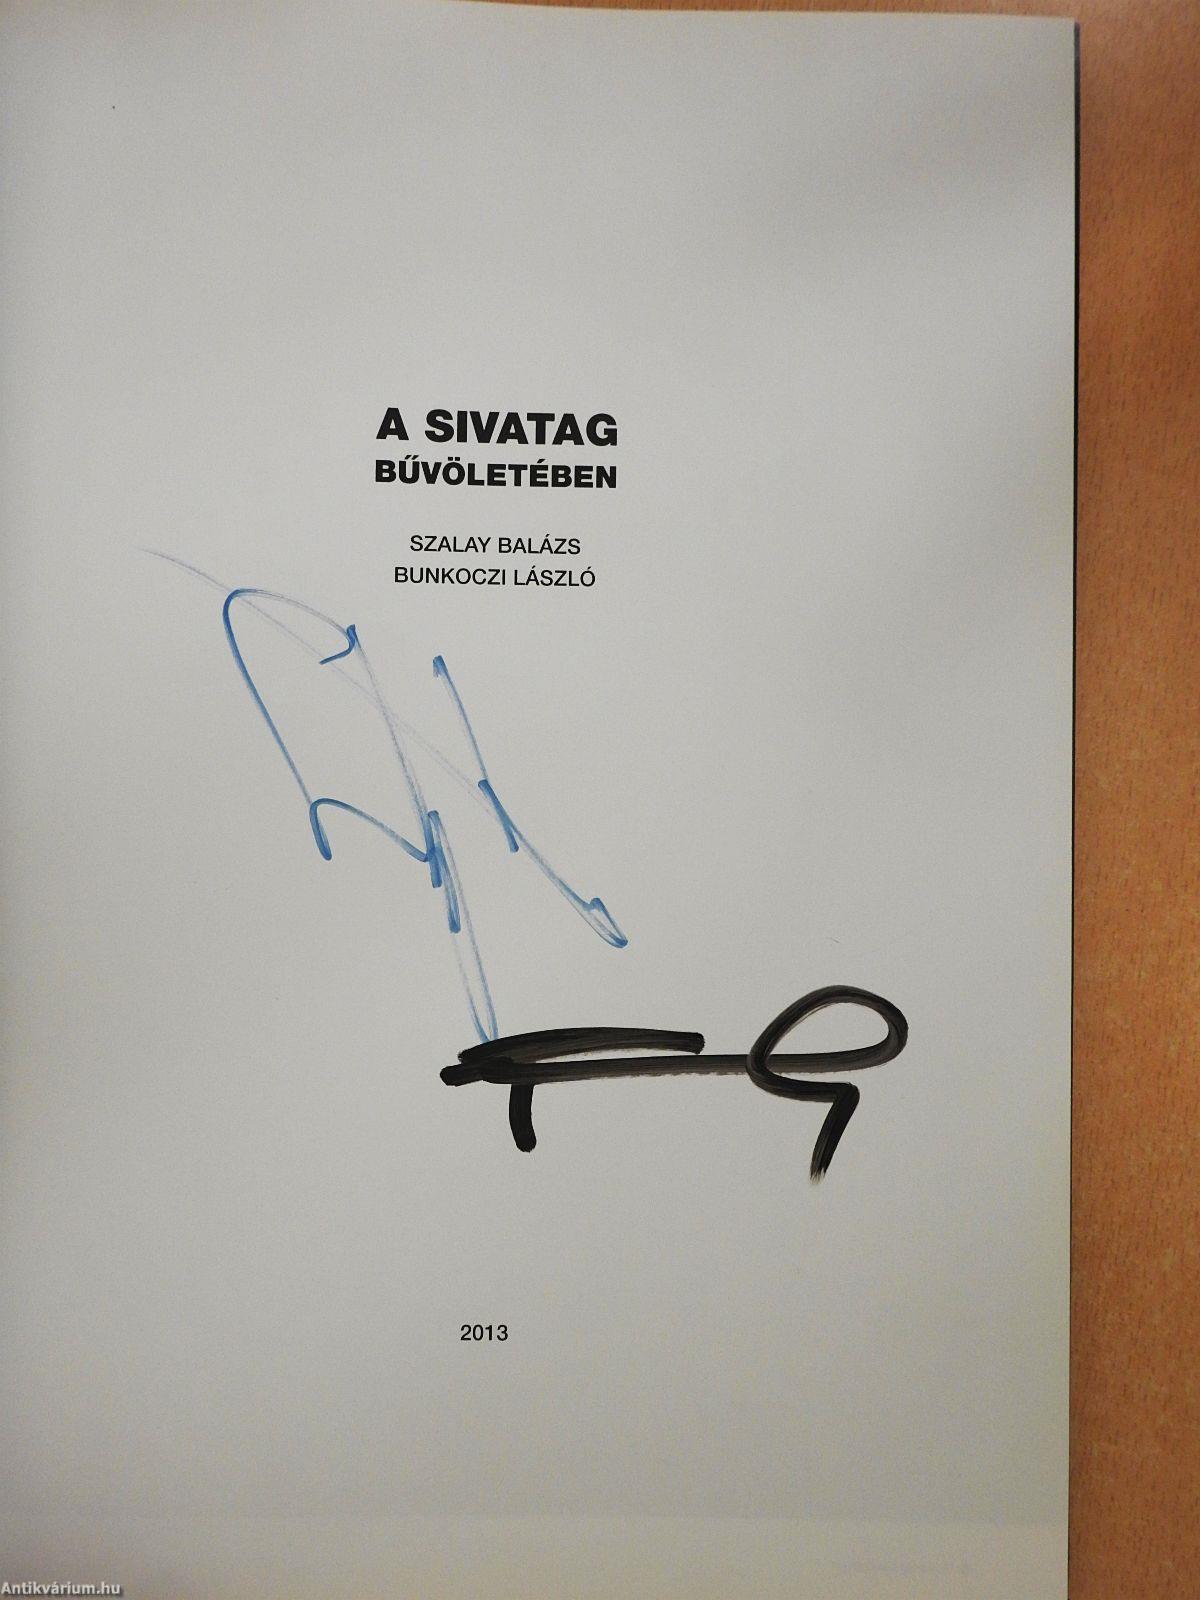 A SIVATAG
BŰVÖLETÉBEN
SZALAY BALÁZS
BUNKOCZI LÁSZLÓ
2013
Antikvárium.hu